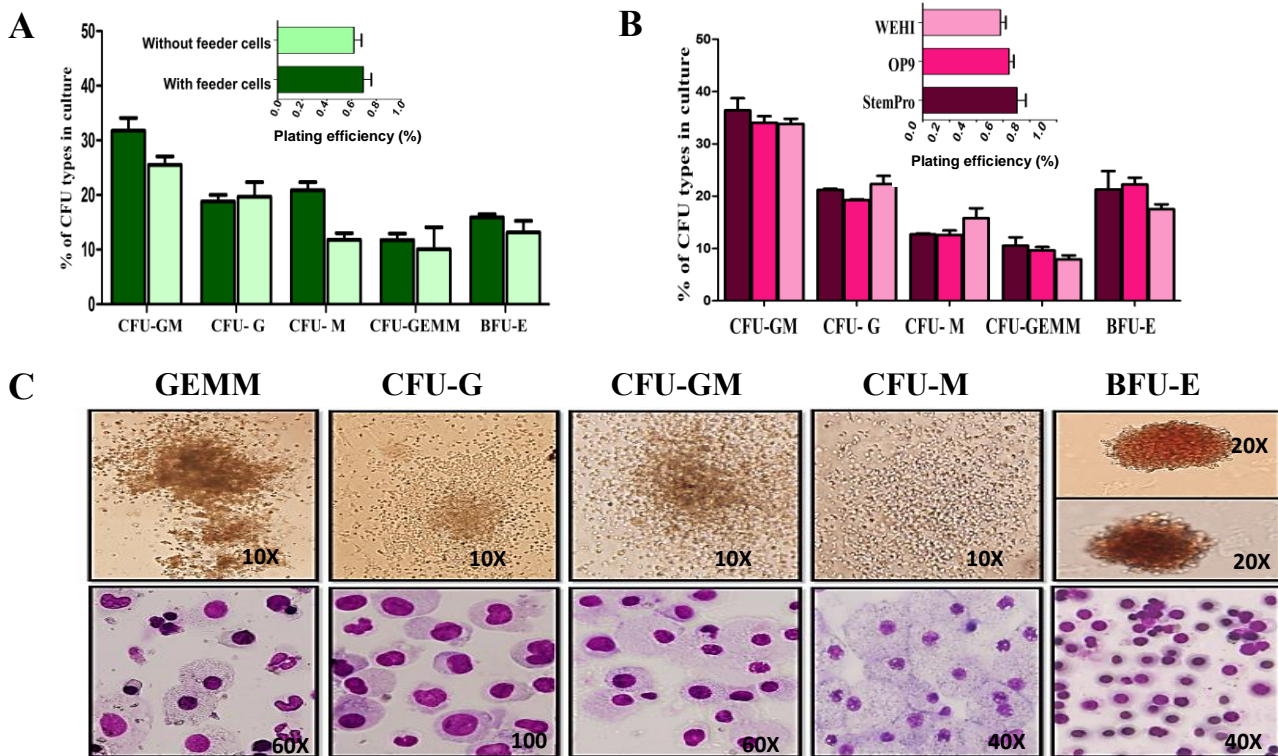 A
% of CFU types in culture
50
40
30
20
10
0
CFU-GM
CFU- G
CFU- M
CFU-GEMM
BFU-E
Without feeder cells
With feeder cells
0.0
0.2
0.4
0.6
0.8
1.0
Plating efficiency (%)
B
% of CFU types in culture
50
40
30
20
10
0
CFU-GM
CFU- G
CFU- M
CFU-GEMM
BFU-E
WEHI
OP9
StemPro
0.0
0.2
0.4
0.6
0.8
1.0
Plating efficiency (%)
C
GEMM
CFU-G
CFU-GM
CFU-M
BFU-E
10X
10X
10X
10X
20X
20X
60X
100
60X
40X
40X